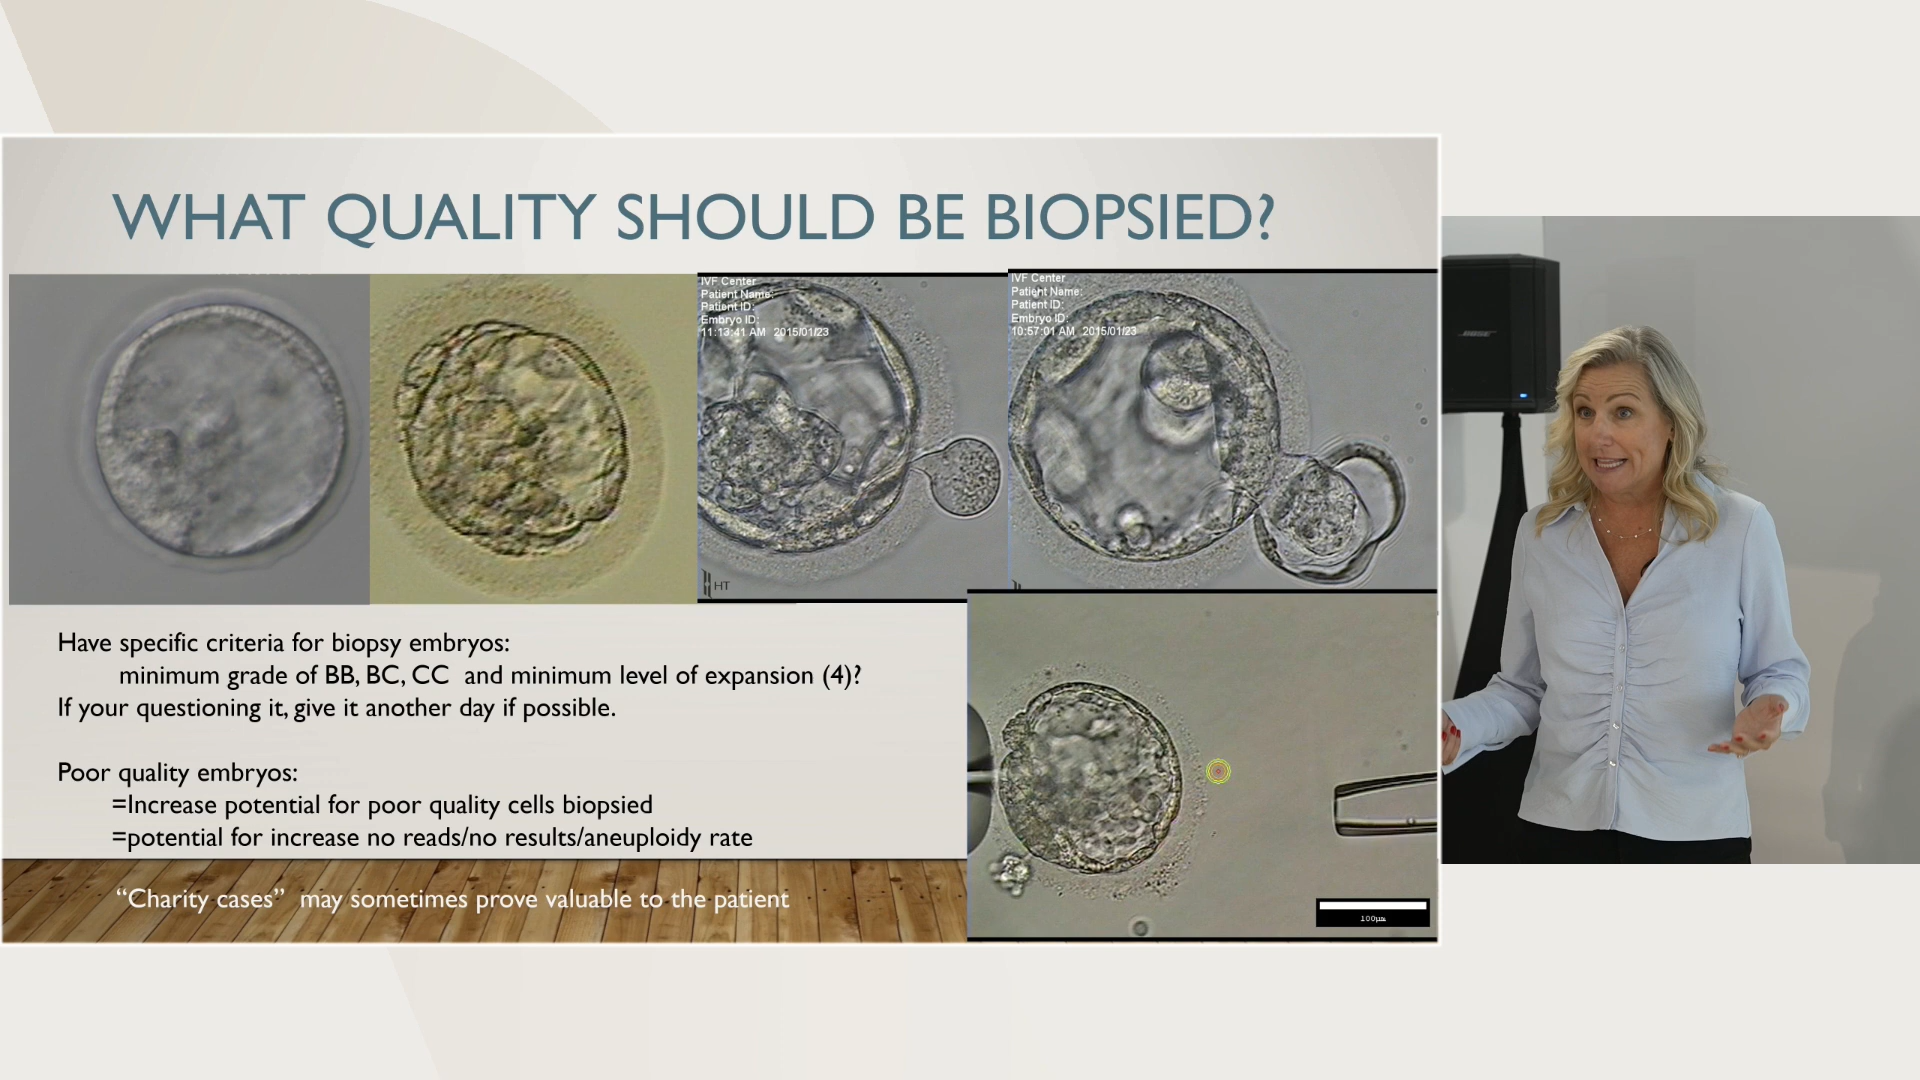 WHAT QUALITY SHOULD BE BIOPSIED?
IVF Center
Patient Name:
Patient ID:
Embryo ID:
11:13:41 AM 2015/01/23
HT
IVF Center
Patient Name:
Patient ID:
Embryo ID:
10:57:01 AM 2015/01/23
BOSE
Have specific criteria for biopsy embryos:
minimum grade of BB, BC, CC and minimum level of expansion (4)?
If your questioning it, give it another day if possible.
Poor quality embryos:
=Increase potential for poor quality cells biopsied
=potential for increase no reads/no results/aneuploidy rate
“Charity cases” may sometimes prove valuable to the patient
100µm